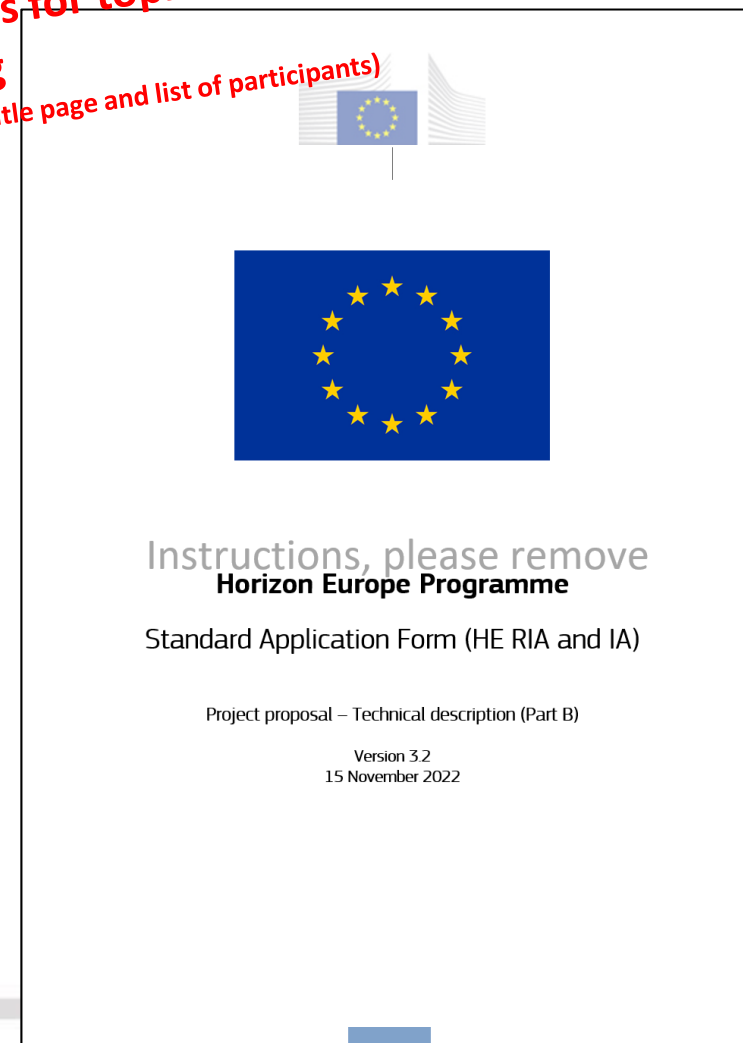 s for top
g
tle page and list of participants)
Instructions, please remove
Horizon Europe Programme
Standard Application Form (HE RIA and IA)
Project proposal – Technical description (Part B)
Version 3.2
15 November 2022